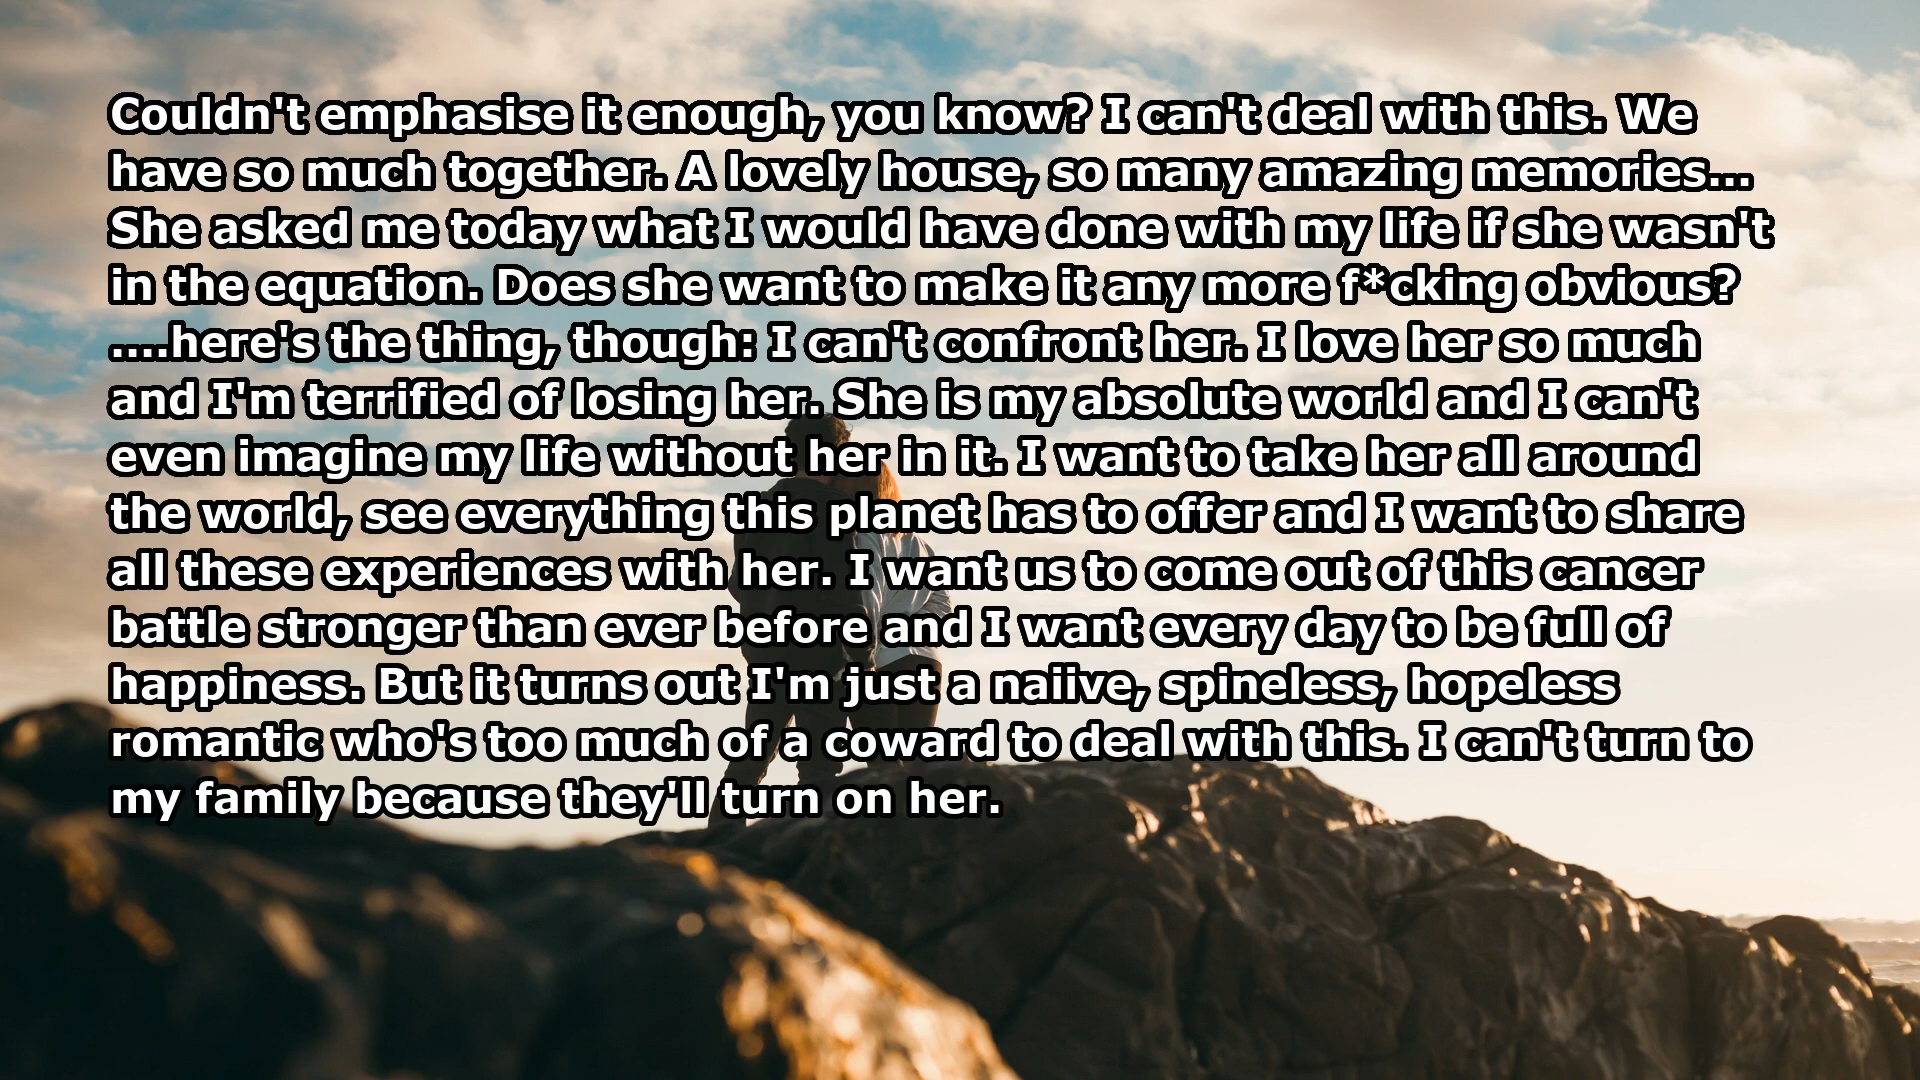 Couldn't emphasise it enough, you know? I can't deal with this. We
have so much together. A lovely house, so many amazing memories...
She asked me today what I would have done with my life if she wasn't
in the equation. Does she want to make it any more f*cking obvious?
....here's the thing, though: I can't confront her. I love her so much
and I'm terrified of losing her. She is my absolute world and I can't
even imagine my life without her in it. I want to take her all around
the world, see everything this planet has to offer and I want to share
all these experiences with her. I want us to come out of this cancer
battle stronger than ever before and I want every day to be full of
happiness. But it turns out I'm just a naiive, spineless, hopeless
romantic who's too much of a coward to deal with this. I can't turn to
my family because they'll turn on her.